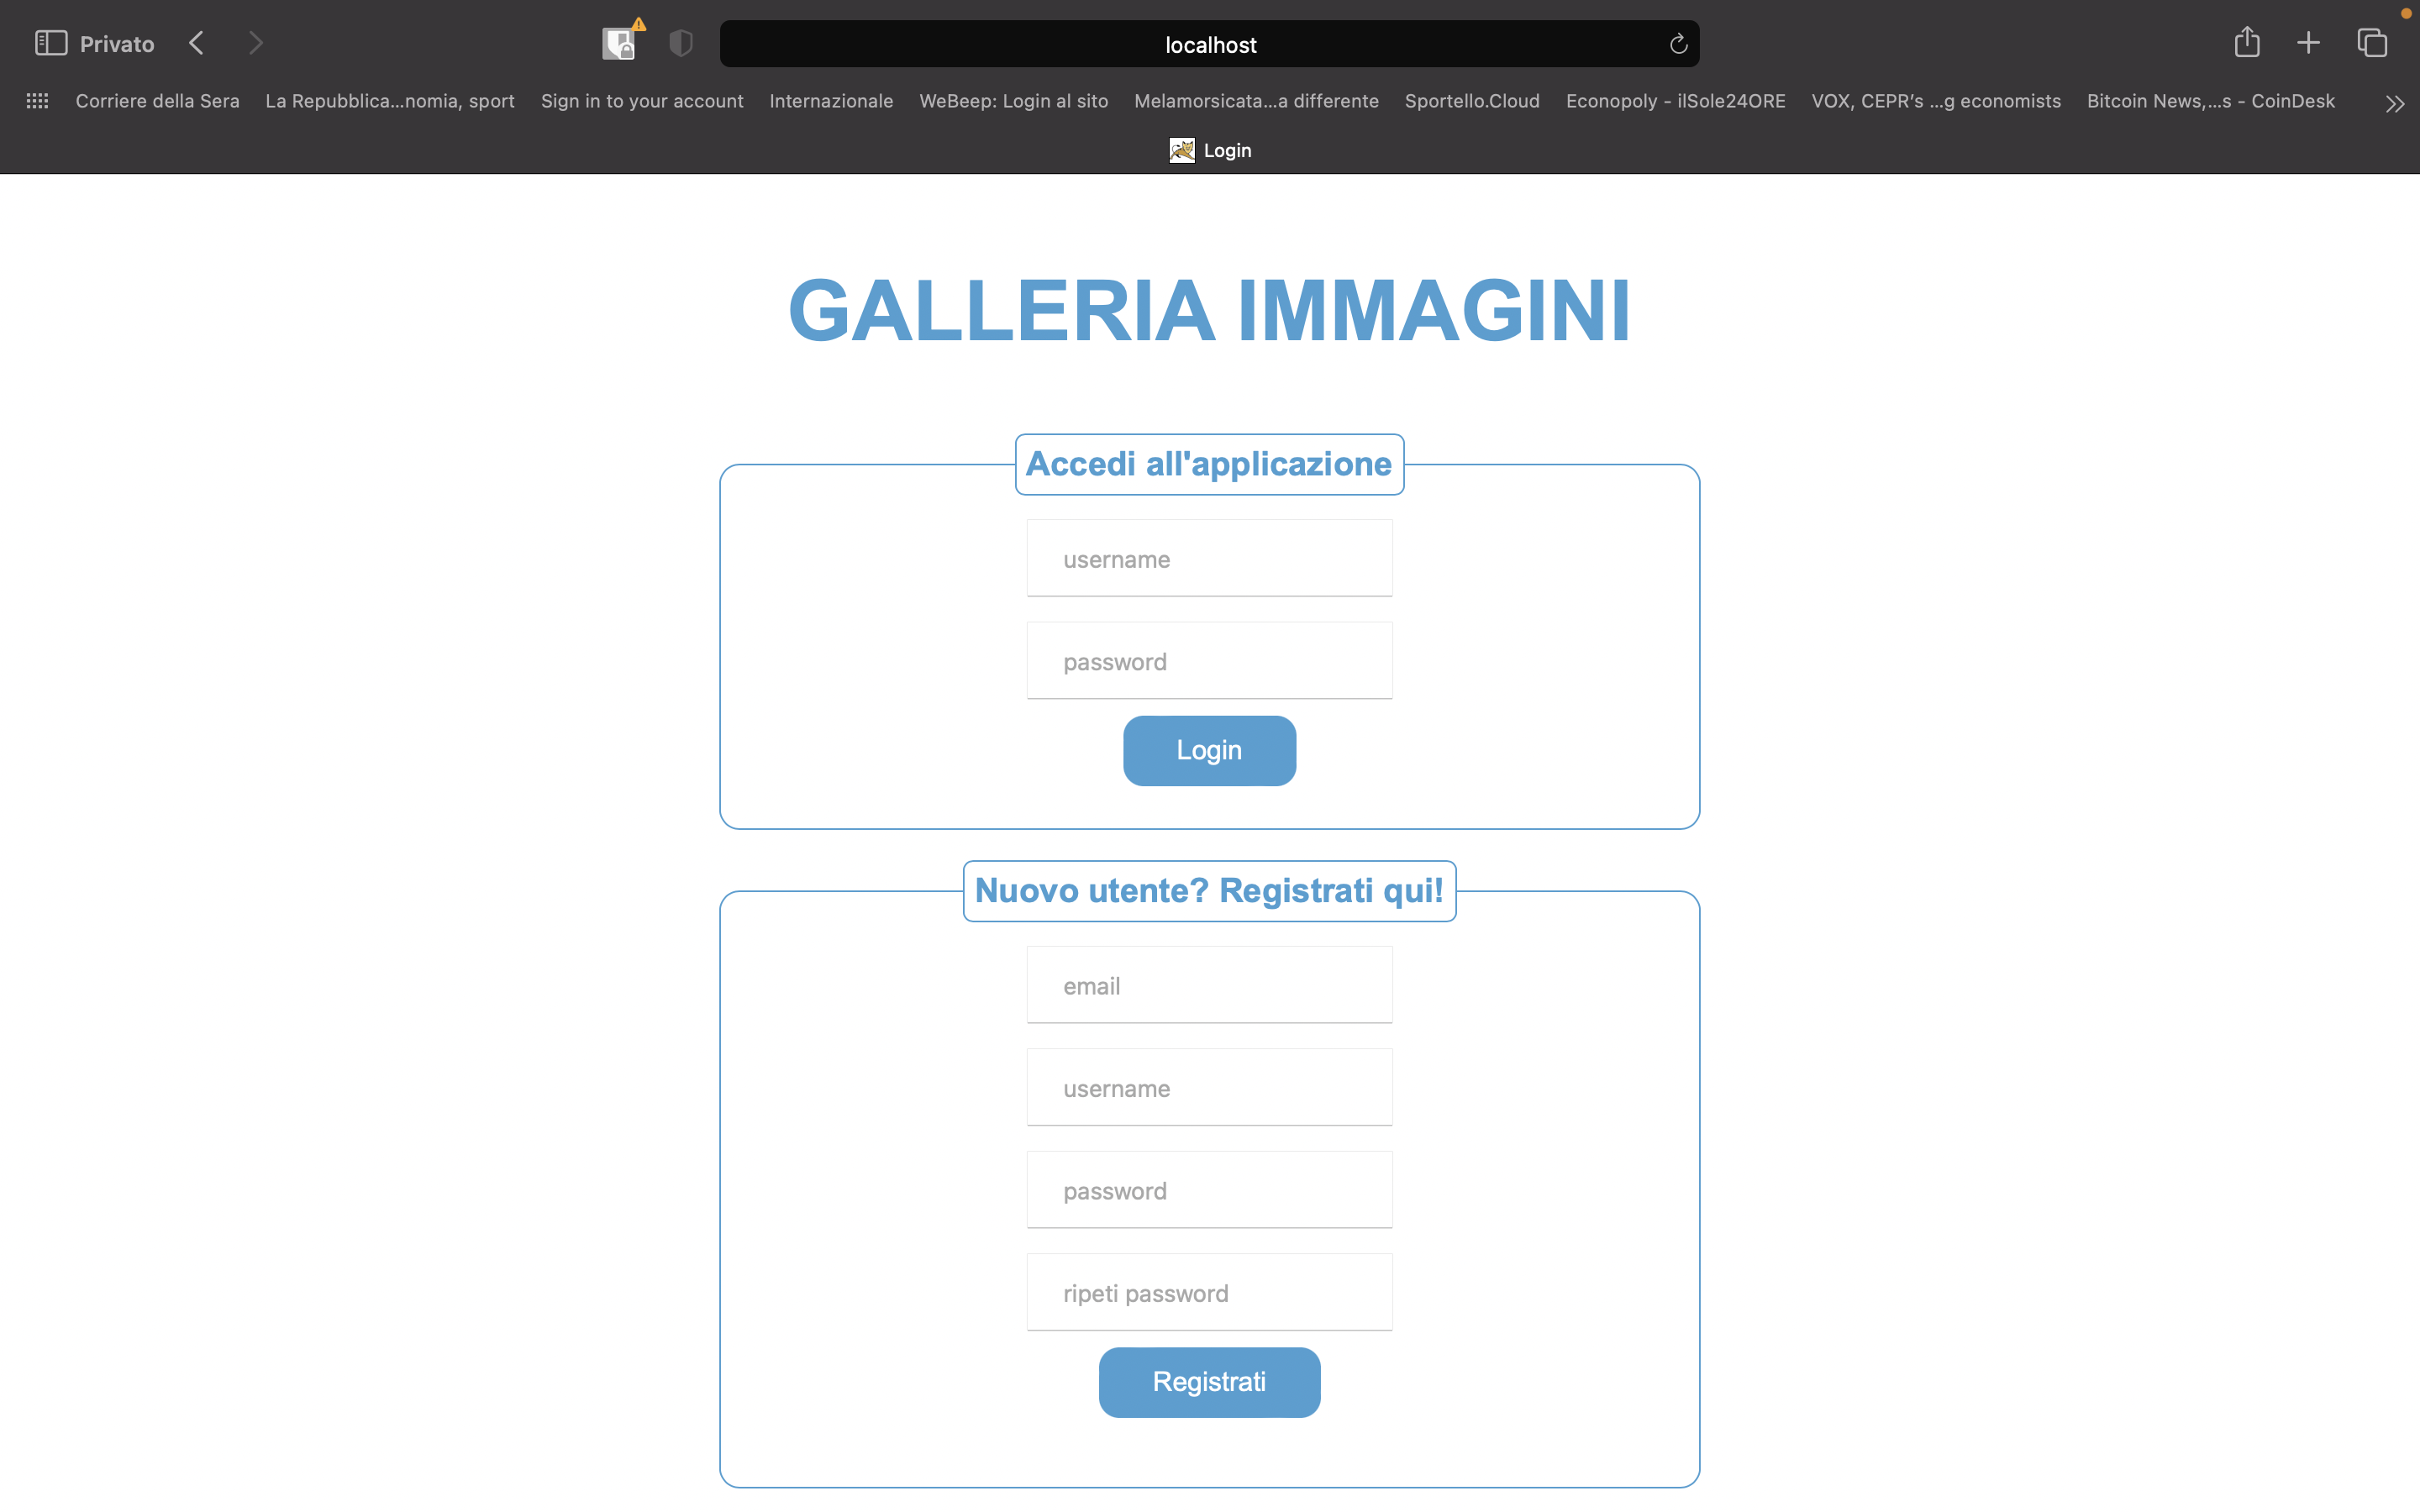 Privato
localhost
Corriere della Sera La Repubblica...nomia, sport Sign in to your account Internazionale WeBeep: Login al sito Melamorsicata...a differente Sportello.Cloud Econopoly - ilSole24ORE VOX, CEPR’s ...g economists Bitcoin News,...s - CoinDesk
Login
GALLERIA IMMAGINI
Accedi all'applicazione
username
password
Login
Nuovo utente? Registrati qui!
email
username
password
ripeti password
Registrati